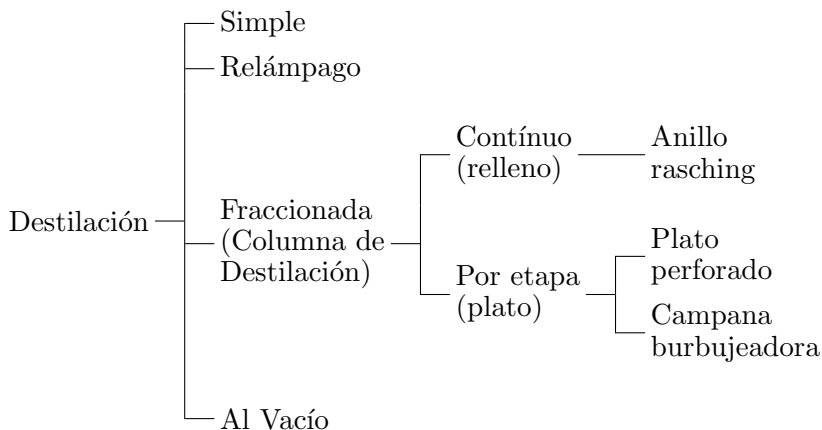 Simple
Relámpago
Contínuo
(relleno)
Anillo
rasching
Destilación
Fraccionada
(Columna de
Destilación)
Por etapa
(plato)
Plato
perforado
Campana
burbujeadora
Al Vacío